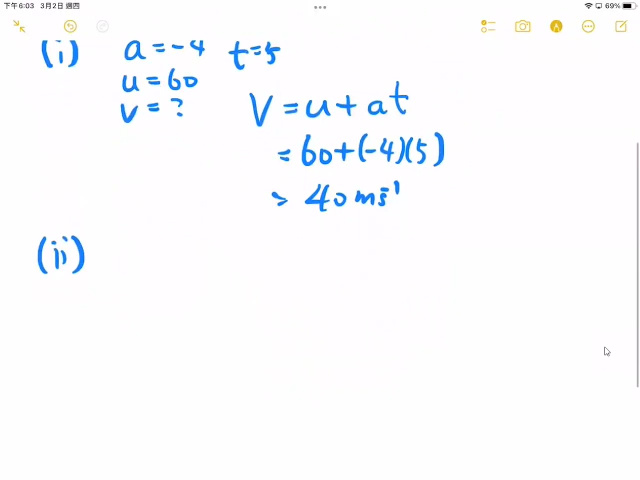 下午6:03 3月2日 週四
69%
(i) a = -4 t = 5
u = 60
v = ?
V = u + at
= 60 + (-4)(5)
= 40 ms⁻¹
(ii)